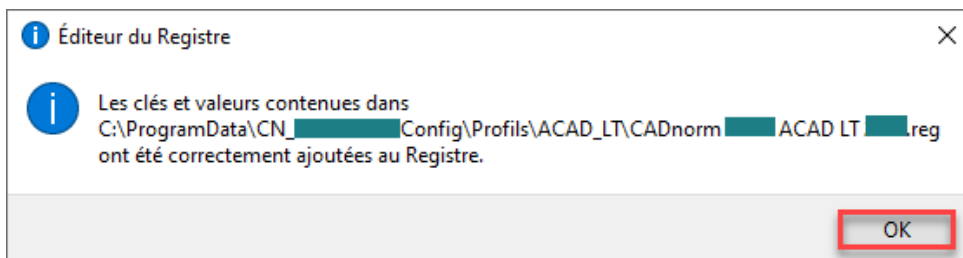 Éditeur du Registre
Les clés et valeurs contenues dans
C:\ProgramData\CN_ Config\Profils\ACAD_LT\CADnorm ACAD LT .reg
ont été correctement ajoutées au Registre.
OK